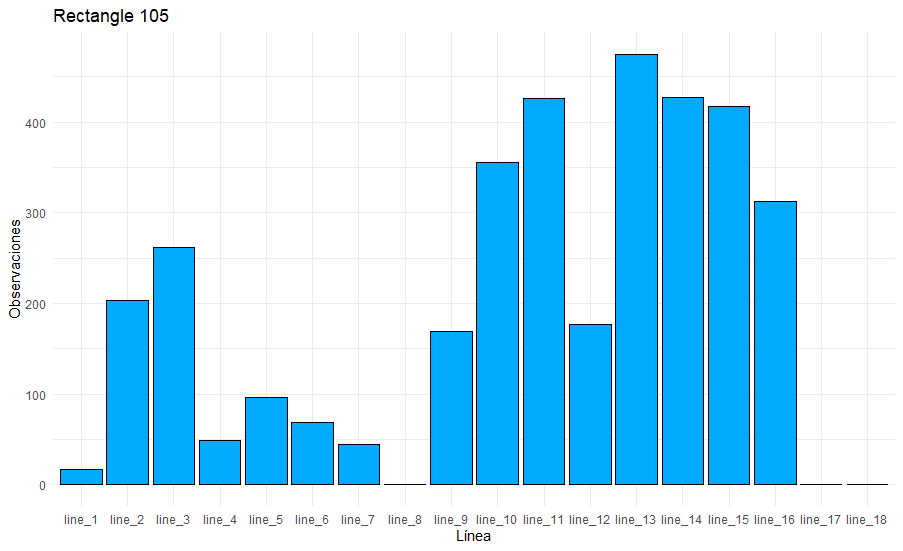 Rectangle 105
Observaciones
400
300
200
100
0
line_1 line_2 line_3 line_4 line_5 line_6 line_7 line_8 line_9 line_10 line_11 line_12 line_13 line_14 line_15 line_16 line_17 line_18
Línea